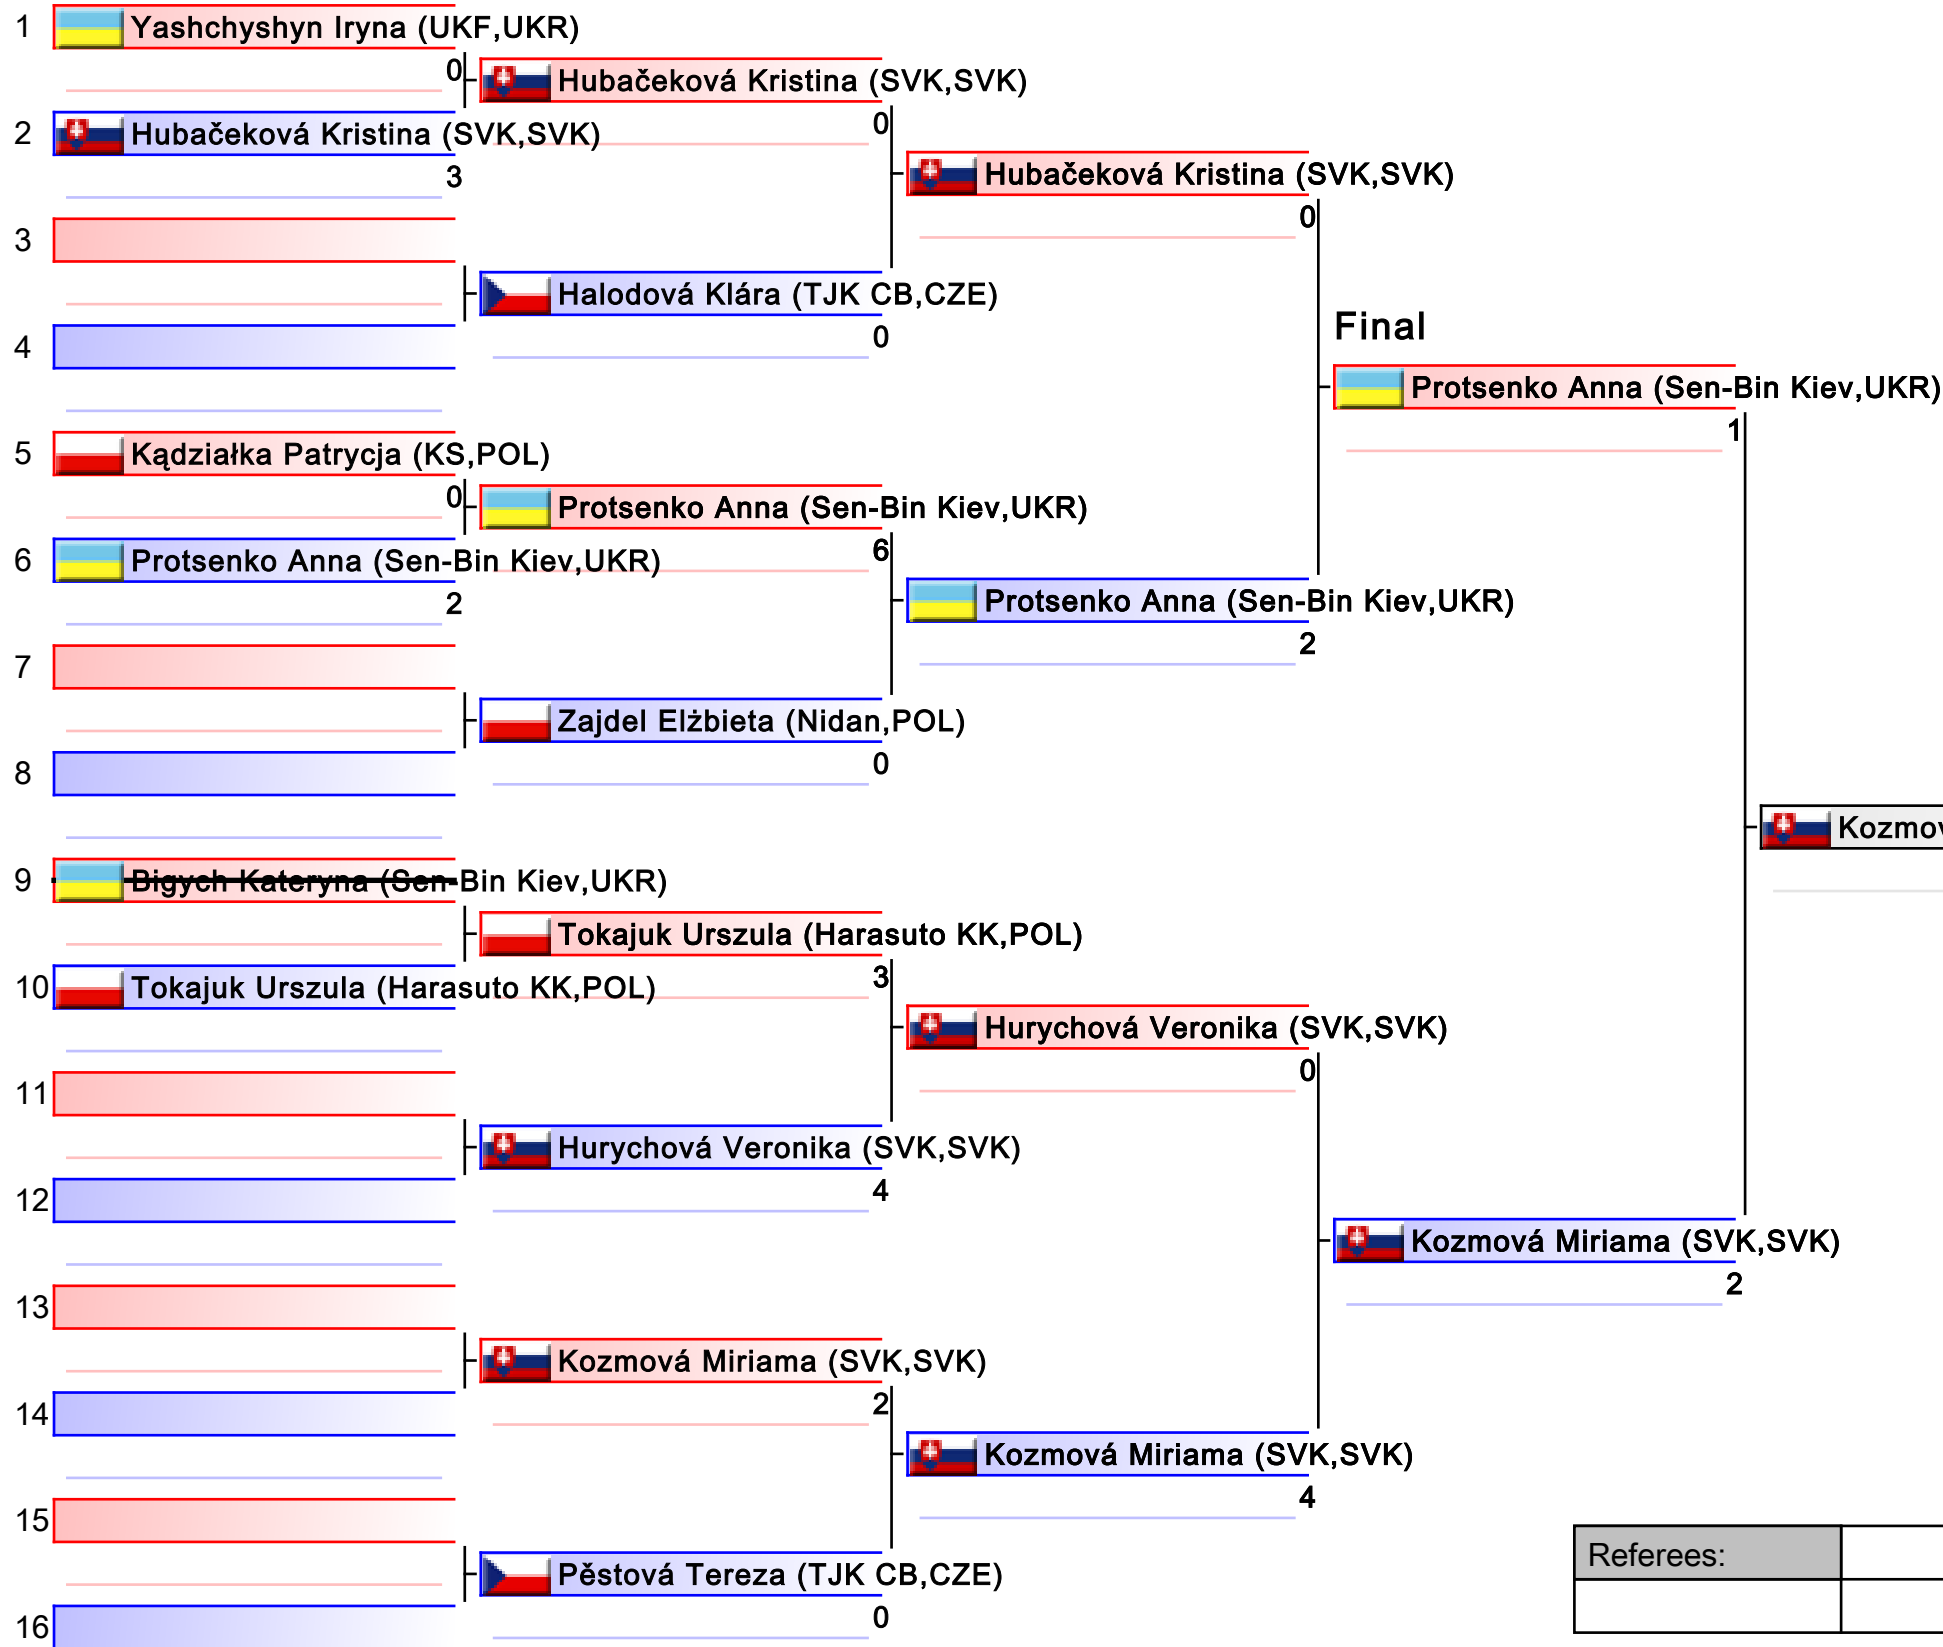 1 Yashchyshyn Iryna (UKF,UKR)
0 Hubačeková Kristina (SVK,SVK)
2 Hubačeková Kristina (SVK,SVK)
0
3
Hubačeková Kristina (SVK,SVK)
0
3
Halodová Klára (TJK CB,CZE)
0
4
Final
Protsenko Anna (Sen-Bin Kiev,UKR)
1
5 Kądziałka Patrycja (KS,POL)
0 Protsenko Anna (Sen-Bin Kiev,UKR)
6
6 Protsenko Anna (Sen-Bin Kiev,UKR)
2
Protsenko Anna (Sen-Bin Kiev,UKR)
2
7
Zajdel Elżbieta (Nidan,POL)
0
8
Kozmov
9 Bigych Kateryna (Sen-Bin Kiev,UKR)
Tokajuk Urszula (Harasuto KK,POL)
3
10 Tokajuk Urszula (Harasuto KK,POL)
Hurychová Veronika (SVK,SVK)
0
11
Hurychová Veronika (SVK,SVK)
4
12
Kozmová Miriama (SVK,SVK)
2
13
Kozmová Miriama (SVK,SVK)
2
14
Kozmová Miriama (SVK,SVK)
4
15
Pěstová Tereza (TJK CB,CZE)
0
16
Referees: